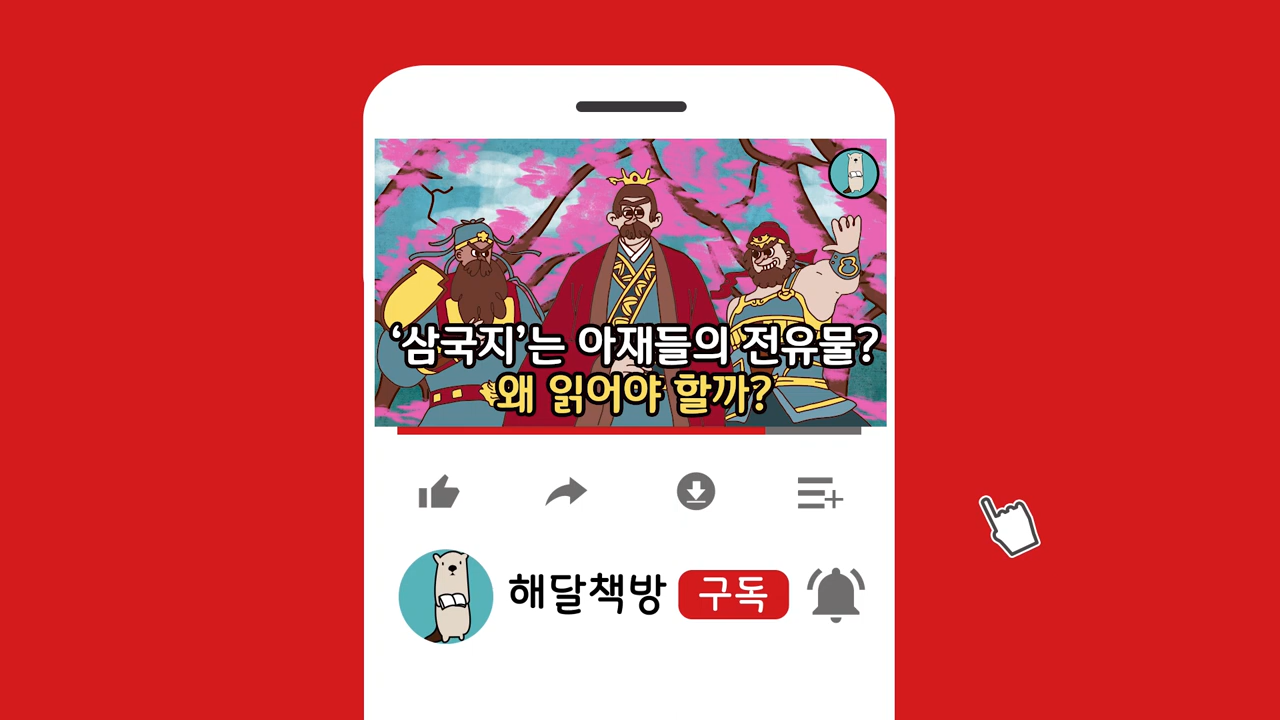 ‘삼국지’는 아재들의 전유물?
왜 읽어야 할까?
해달책방
구독